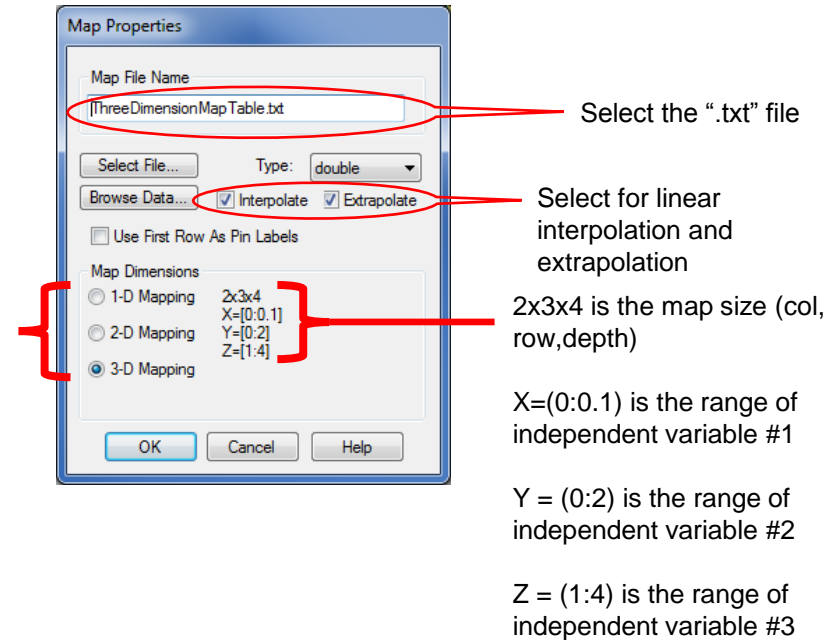 Map Properties
Map File Name
ThreeDimensionMapTable.txt
Select the “.txt” file
Select File...
Type:
double
Browse Data...
Interpolate
Extrapolate
Select for linear
interpolation and
extrapolation
Use First Row As Pin Labels
Map Dimensions
1-D Mapping
2-D Mapping
3-D Mapping
2x3x4
X=[0:0.1]
Y=[0:2]
Z=[1:4]
2x3x4 is the map size (col,
row,depth)
X=(0:0.1) is the range of
independent variable #1
Y = (0:2) is the range of
independent variable #2
Z = (1:4) is the range of
independent variable #3
OK
Cancel
Help